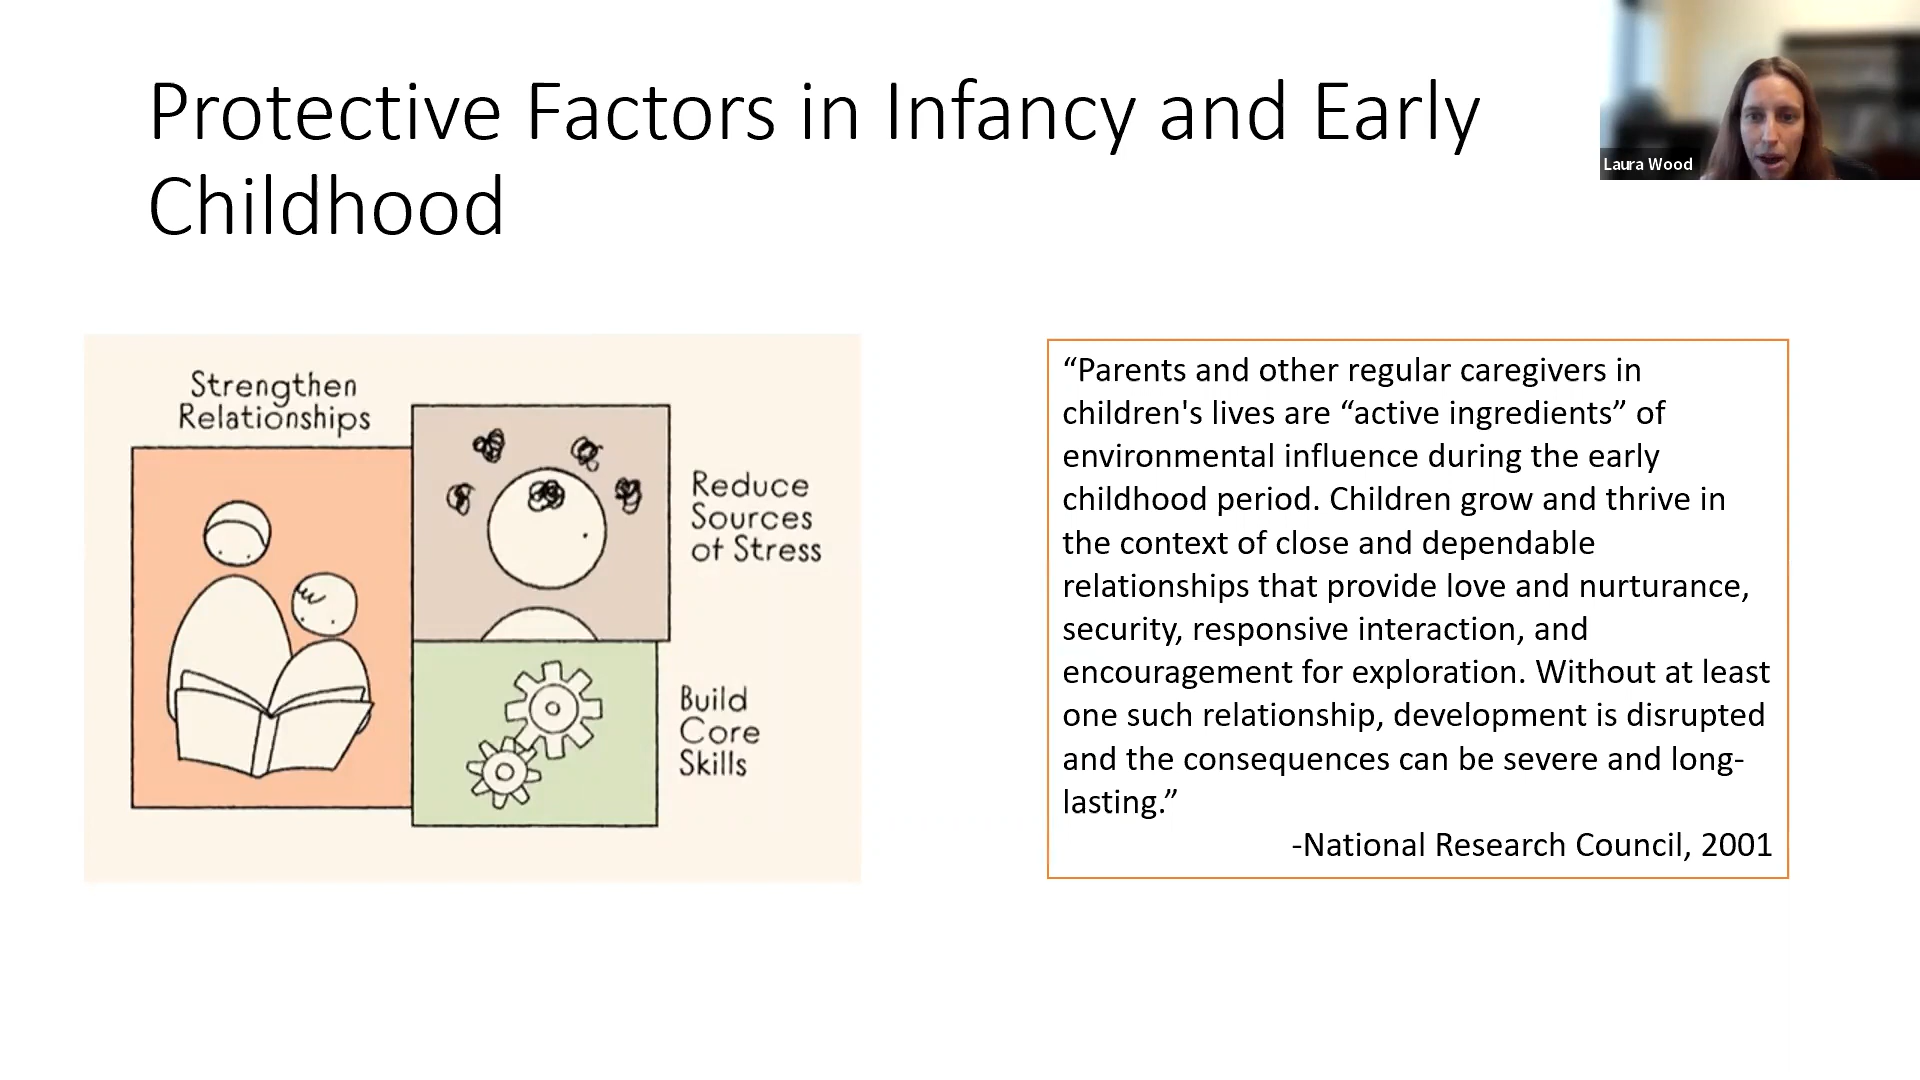 Protective Factors in Infancy and Early
Childhood
Laura Wood
Strengthen
Relationships
Reduce
Sources
of Stress
Build
Core
Skills
“Parents and other regular caregivers in
children's lives are “active ingredients” of
environmental influence during the early
childhood period. Children grow and thrive in
the context of close and dependable
relationships that provide love and nurturance,
security, responsive interaction, and
encouragement for exploration. Without at least
one such relationship, development is disrupted
and the consequences can be severe and long-
lasting.”
-National Research Council, 2001